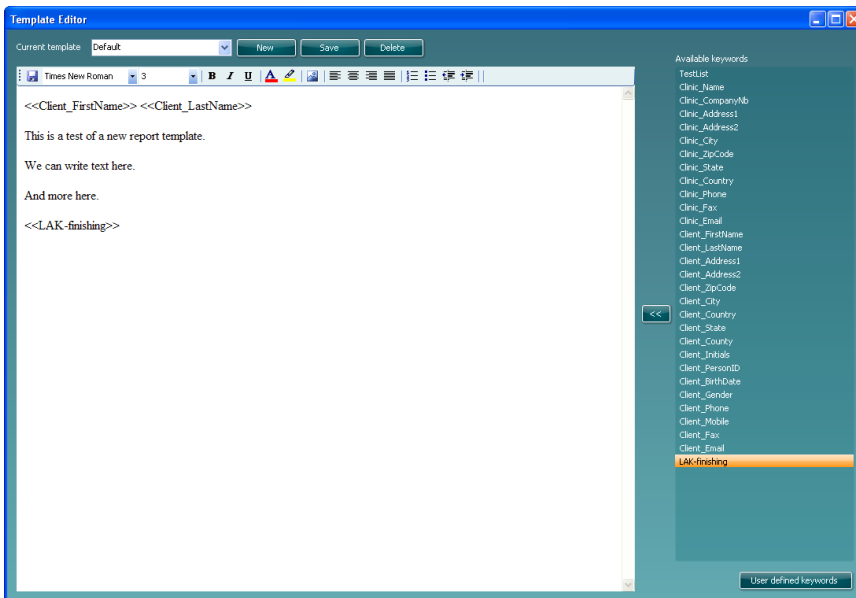 Template Editor
Current template Default New Save Delete
Available keywords
Times New Roman 3 B I U A
<<Client_FirstName>> <<Client_LastName>>
This is a test of a new report template.
We can write text here.
And more here.
<<LAK-finishing>>
<<
TestList
Clinic_Name
Clinic_CompanyNb
Clinic_Address1
Clinic_Address2
Clinic_City
Clinic_ZipCode
Clinic_State
Clinic_Country
Clinic_Phone
Clinic_Fax
Clinic_Email
Client_FirstName
Client_LastName
Client_Address1
Client_Address2
Client_ZipCode
Client_City
Client_Country
Client_State
Client_County
Client_Initials
Client_PersonID
Client_BirthDate
Client_Gender
Client_Phone
Client_Mobile
Client_Fax
Client_Email
LAK-finishing
User defined keywords